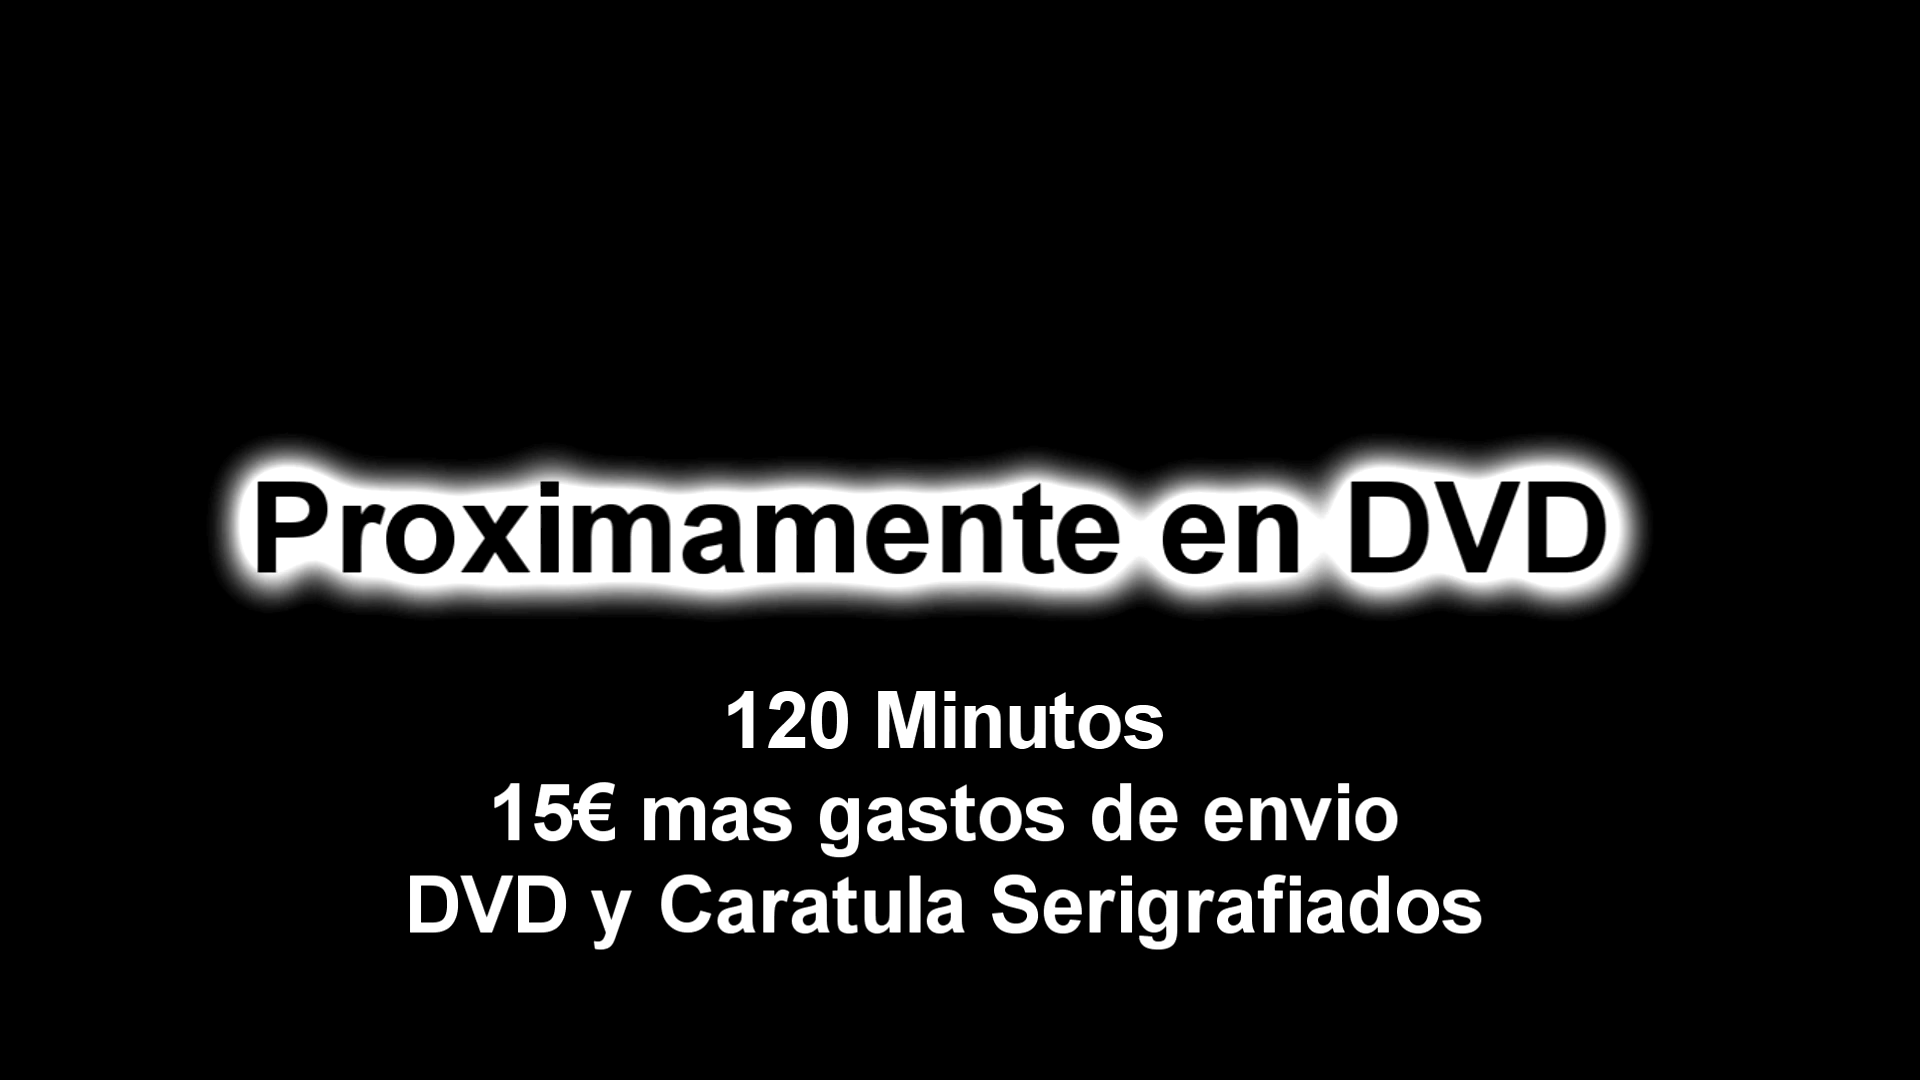 Proximamente en DVD
120 Minutos
15€ mas gastos de envio
DVD y Caratula Serigrafiados